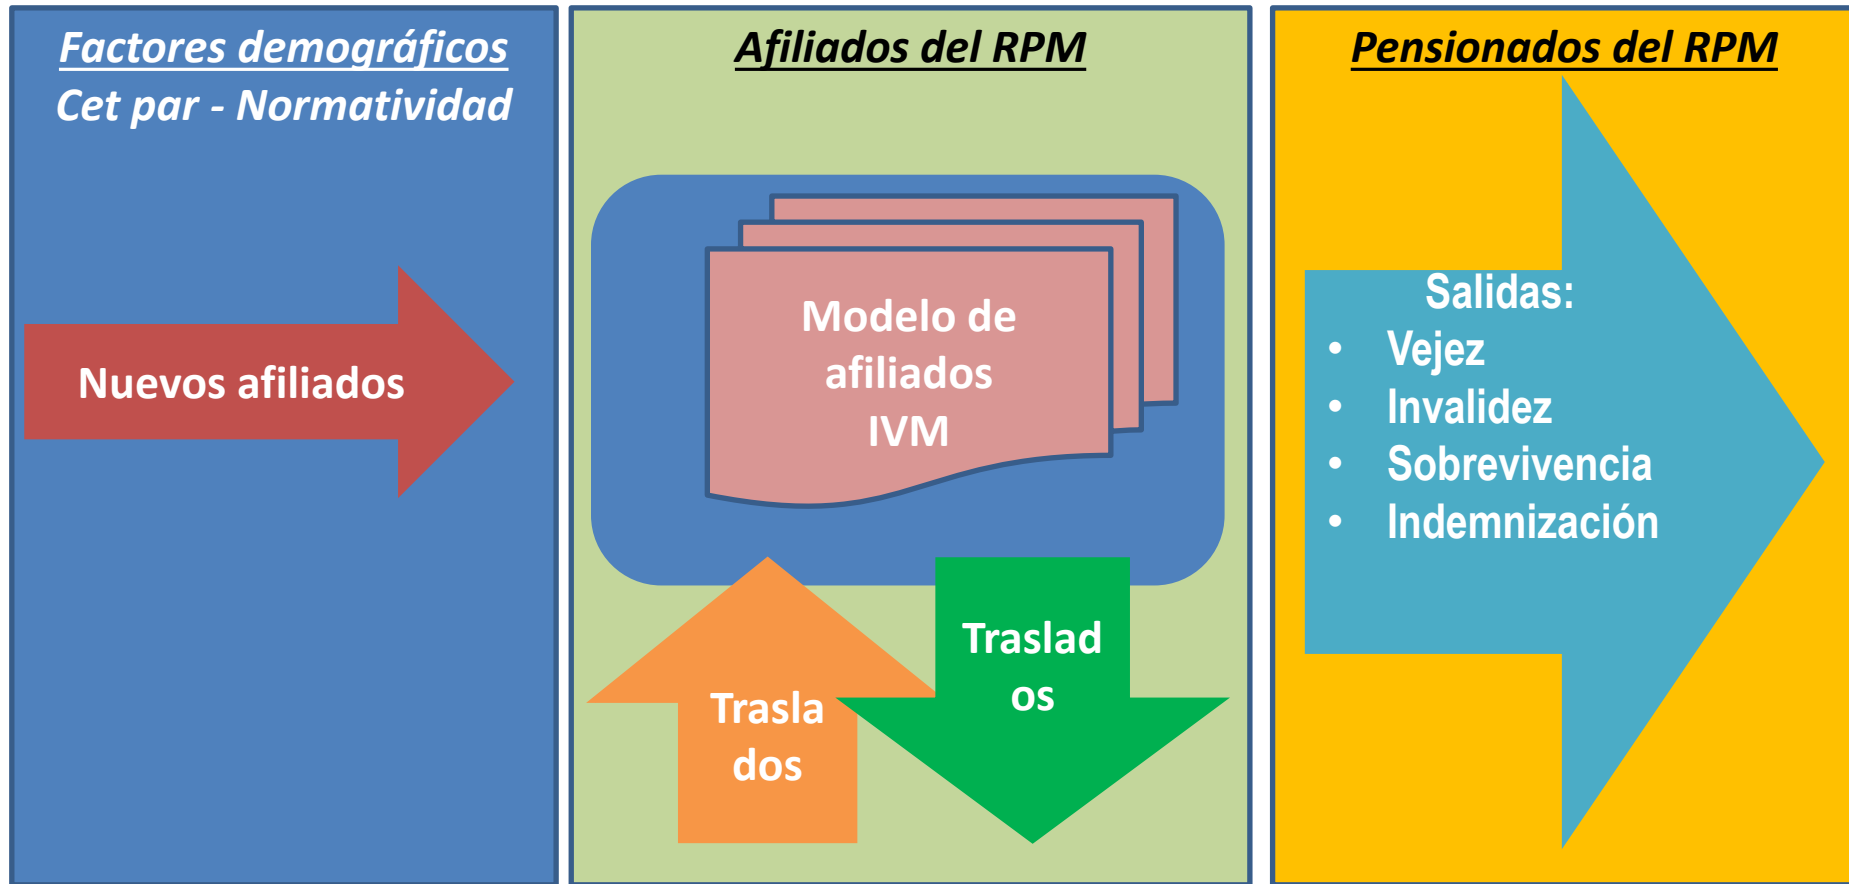 Factores demográficos
Cet par - Normatividad
Nuevos afiliados
Afiliados del RPM
Modelo de
afiliados
IVM
Trasla
dos
Traslad
os
Pensionados del RPM
Salidas:
• Vejez
• Invalidez
• Sobrevivencia
• Indemnización